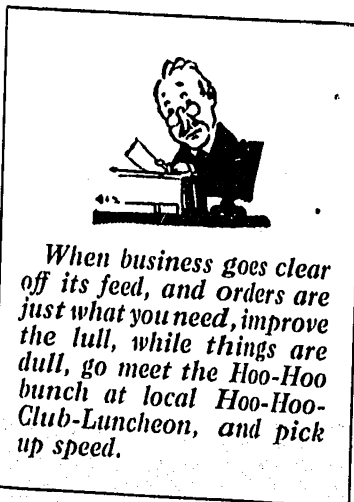 When business goes clear
off its feed, and orders are
just what you need, improve
the lull, while things are
dull, go meet the Hoo-Hoo
bunch at local Hoo-Hoo-
Club-Luncheon, and pick
up speed.